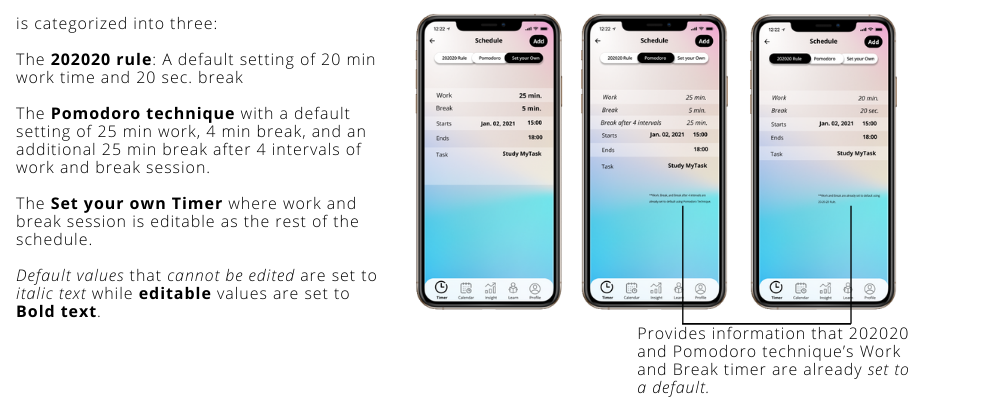 is categorized into three:
The 202020 rule: A default setting of 20 min
work time and 20 sec. break
The Pomodoro technique with a default
setting of 25 min work, 4 min break, and an
additional 25 min break after 4 intervals of
work and break session.
The Set your own Timer where work and
break session is editable as the rest of the
schedule.
Default values that cannot be edited are set to
italic text while editable values are set to
Bold text.
12:22
Schedule
Add
202020 Rule Pomodoro Set your Own
Work 25 min.
Break 5 min.
Starts Jan. 02, 2021 15:00
Ends 18:00
Task Study MyTask
Timer Calendar Insight Learn Profile
12:22
Schedule
Add
202020 Rule Pomodoro Set your Own
Work 25 min.
Break 5 min.
Break after 4 intervals 25 min.
Starts Jan. 02, 2021 15:00
Ends 18:00
Task Study MyTask
Timer Calendar Insight Learn Profile
12:22
Schedule
Add
202020 Rule Pomodoro Set your Own
Work 20 min.
Break 20 sec.
Starts Jan. 02, 2021 15:00
Ends 18:00
Task Study MyTask
Timer Calendar Insight Learn Profile
Provides information that 202020
and Pomodoro technique's Work
and Break timer are already set to
a default.